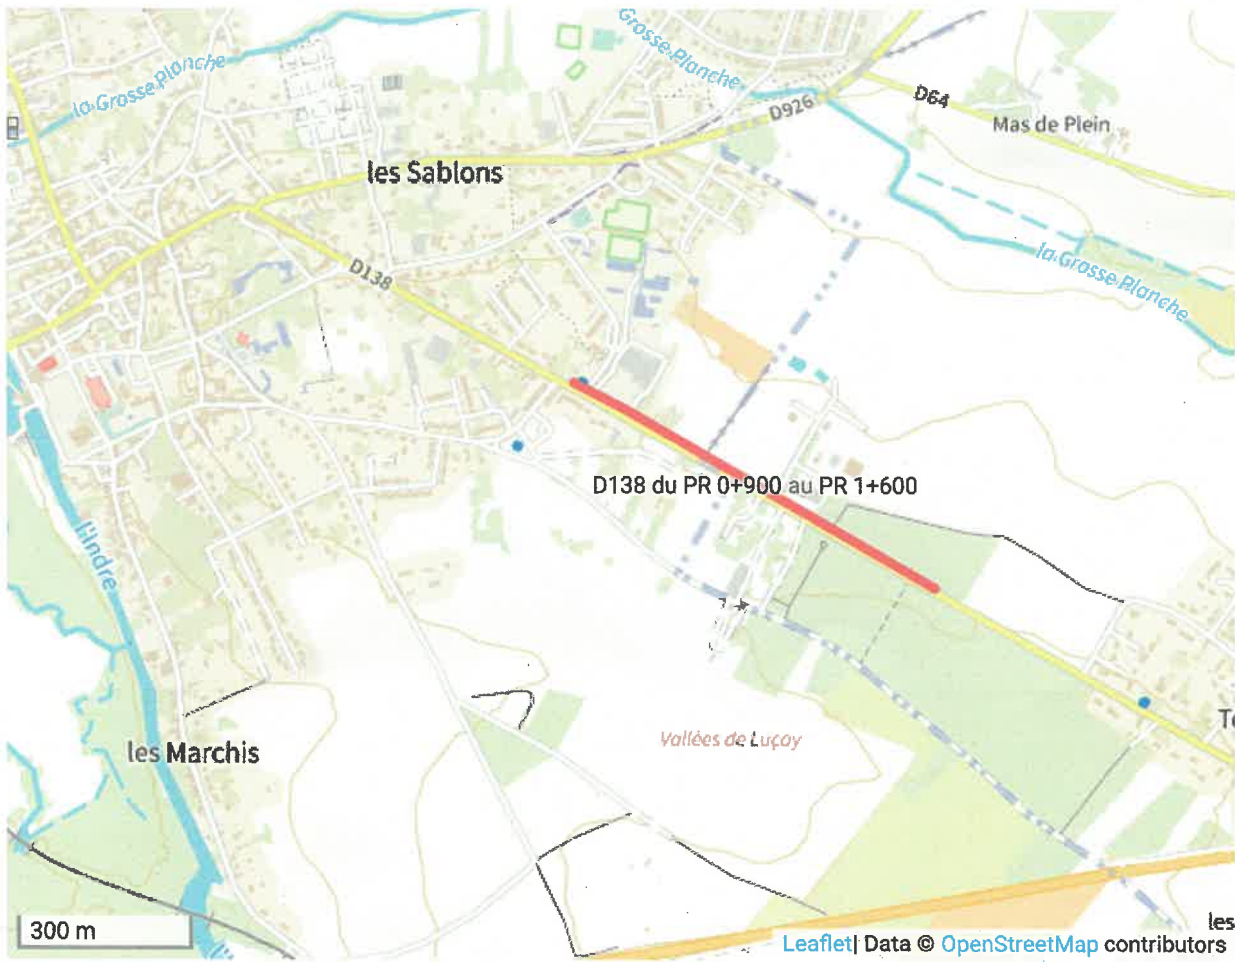 la Grosse Planche
Grosse Planche
D926
D64
Mas de Plein
les Sablons
la Grosse Planche
D138
D138 du PR 0+900 au PR 1+600
l'Indre
Vallées de Luçay
les Marchis
300 m
les
Leaflet| Data © OpenStreetMap contributors